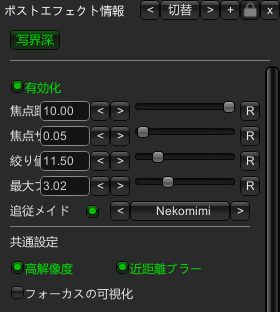 ポストエフェクト情報 < 切替 > + x
写界深
有効化
焦点距 10.00 < > R
焦点サ 0.05 < > R
絞り値 11.50 < > R
最大ブ 3.02 < > R
追従メイド < Nekomimi >
共通設定
高解像度 近距離ブラー
フォーカスの可視化